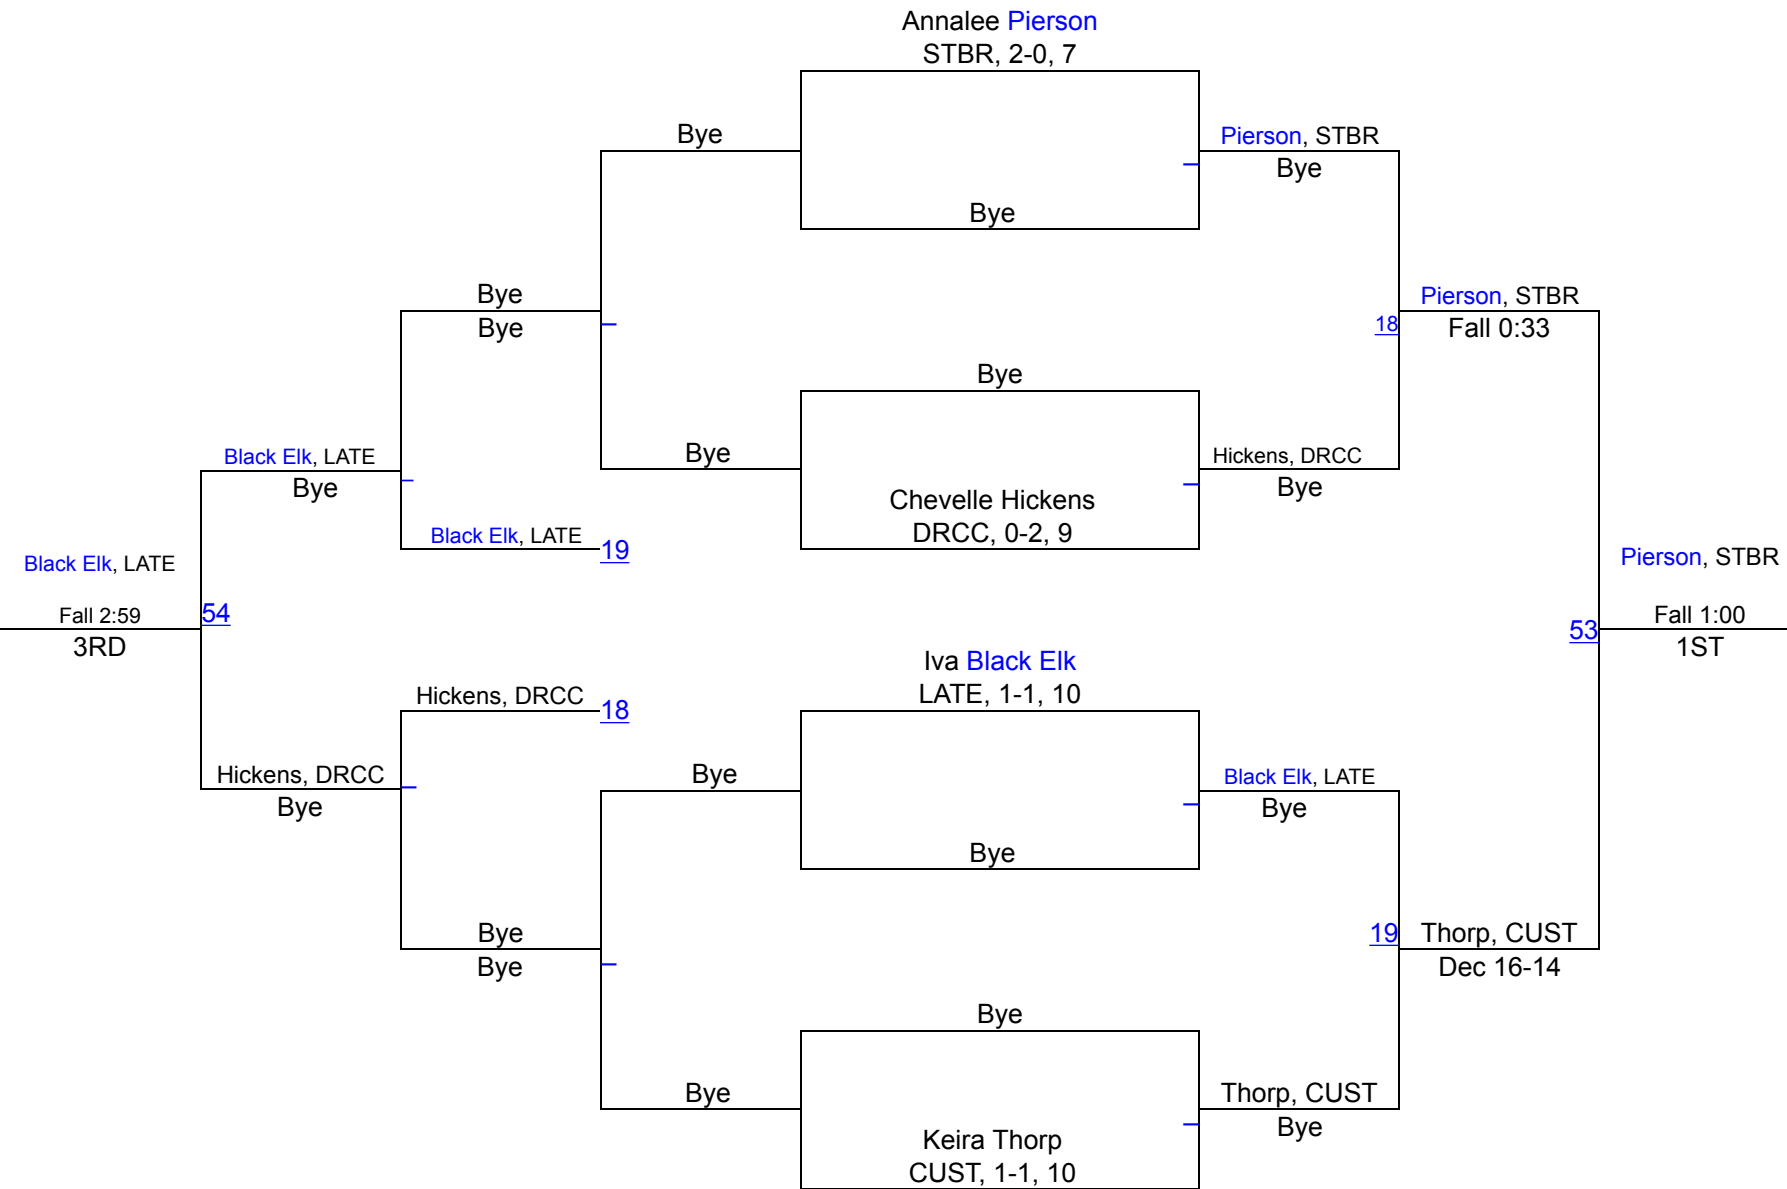 Annalee Pierson
STBR, 2-0, 7
Bye
Pierson, STBR
Bye
Bye
Bye
Pierson, STBR
18
Fall 0:33
Bye
Bye
Bye
Bye
Hickens, DRCC
Bye
Chevelle Hickens
DRCC, 0-2, 9
Black Elk, LATE
Bye
Black Elk, LATE
19
Black Elk, LATE
Fall 2:59
3RD
54
Pierson, STBR
Fall 1:00
1ST
53
Iva Black Elk
LATE, 1-1, 10
Hickens, DRCC
18
Hickens, DRCC
Bye
Bye
Black Elk, LATE
Bye
Bye
Bye
Bye
19
Thorp, CUST
Dec 16-14
Bye
Bye
Thorp, CUST
Bye
Keira Thorp
CUST, 1-1, 10